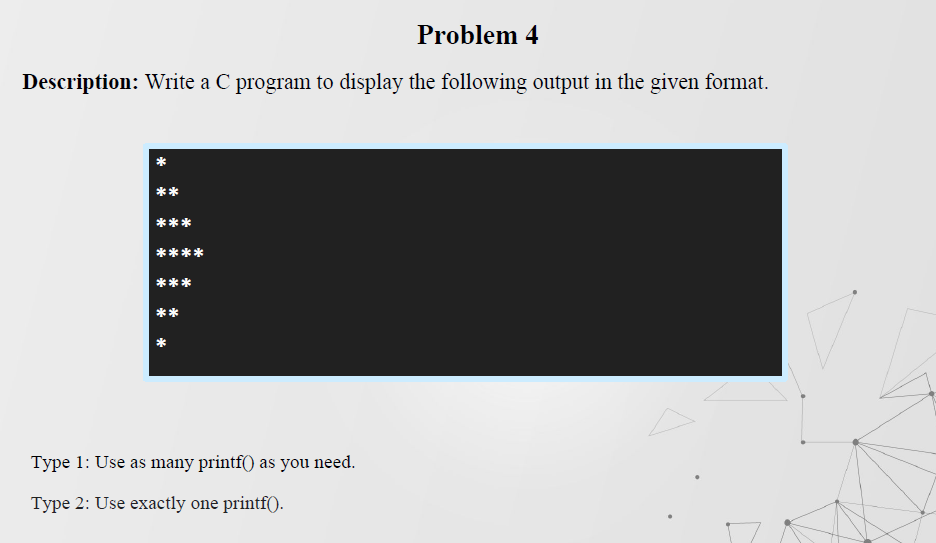 Problem 4
Description: Write a C program to display the following output in the given format.
*
**
***
****
***
**
*
Type 1: Use as many printf() as you need.
Type 2: Use exactly one printf().